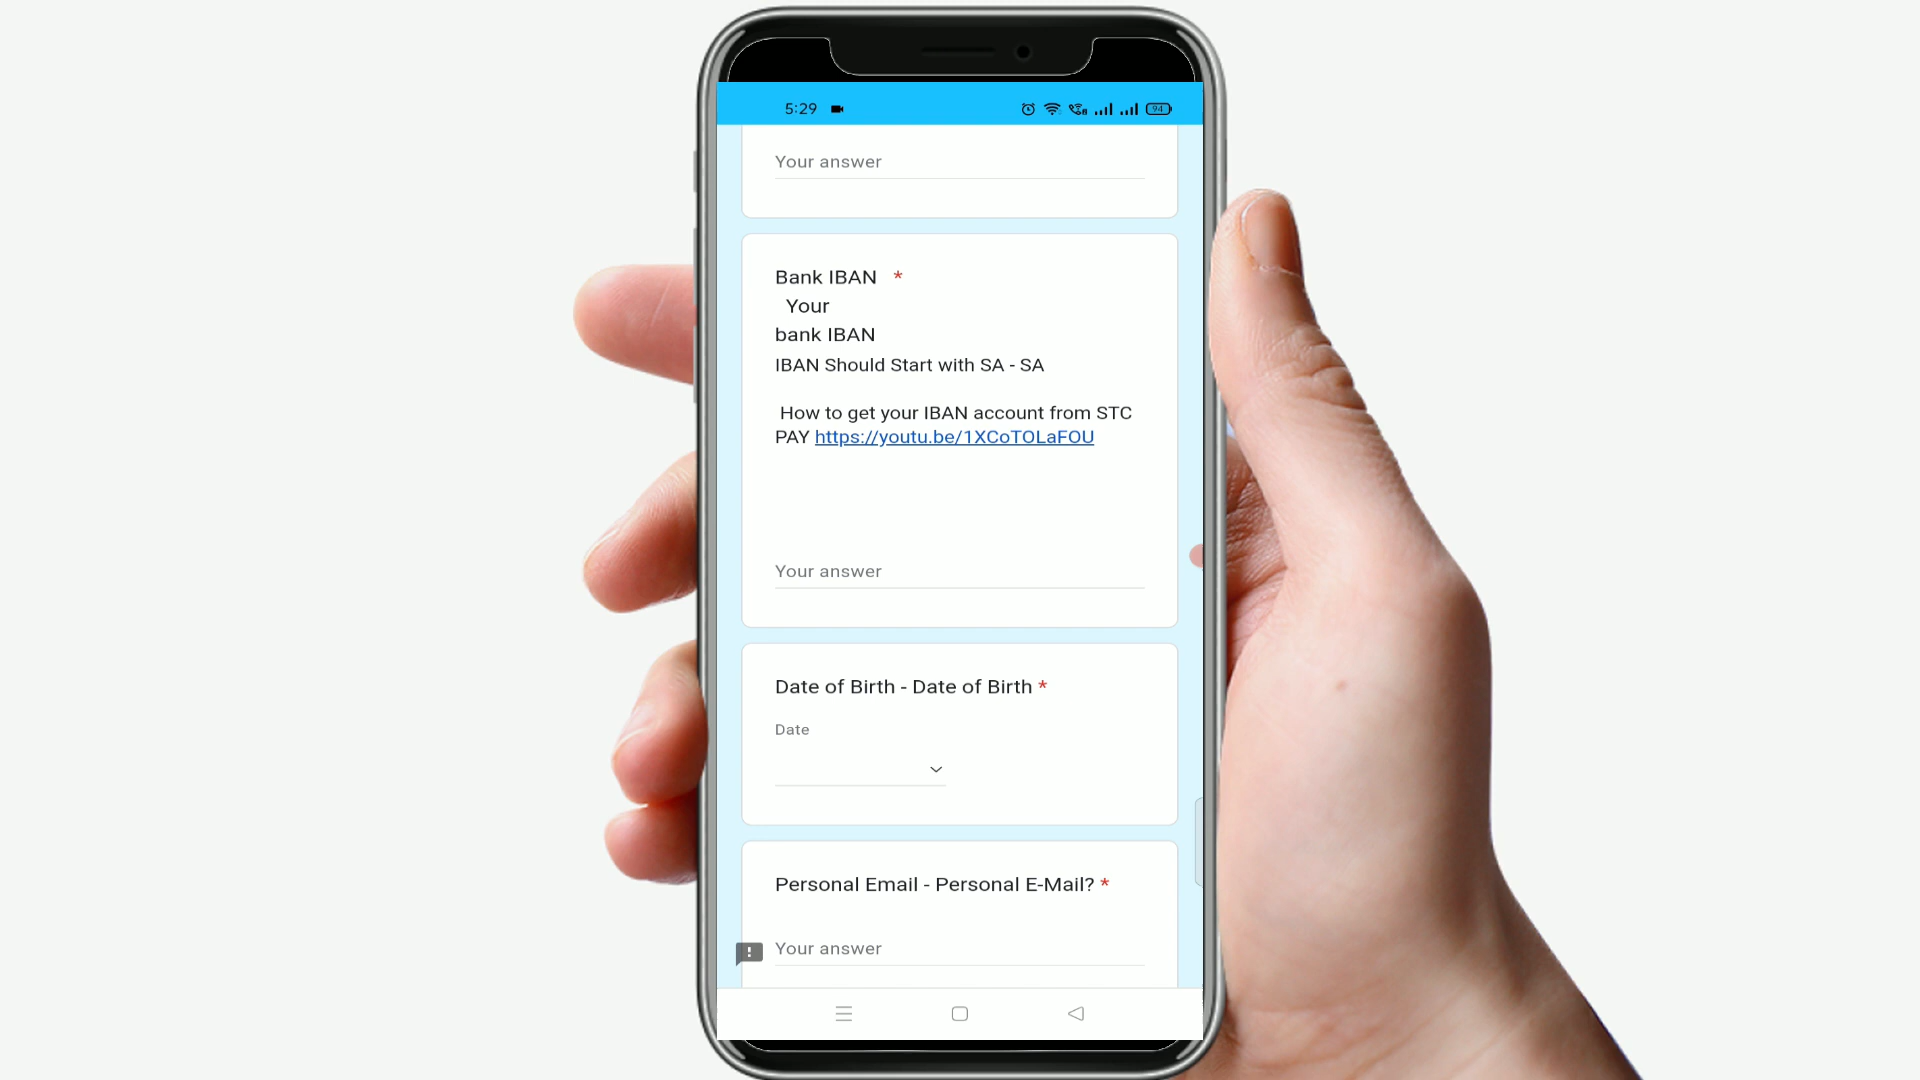 5:29
94
Your answer
Bank IBAN *
Your
bank IBAN
IBAN Should Start with SA - SA
How to get your IBAN account from STC
PAY https://youtu.be/1XCoTOLaFOU
Your answer
Date of Birth - Date of Birth *
Date
Personal Email - Personal E-Mail? *
Your answer